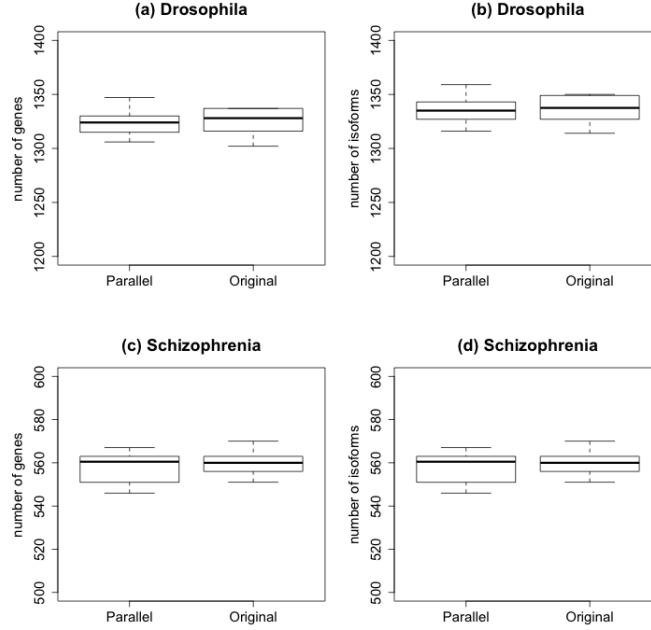 (a) Drosophila
number of genes
1400
1350
1300
1250
1200
Parallel
Original
(b) Drosophila
number of isoforms
1400
1350
1300
1250
1200
Parallel
Original
(c) Schizophrenia
number of genes
600
580
560
540
520
500
Parallel
Original
(d) Schizophrenia
number of isoforms
600
580
560
540
520
500
Parallel
Original